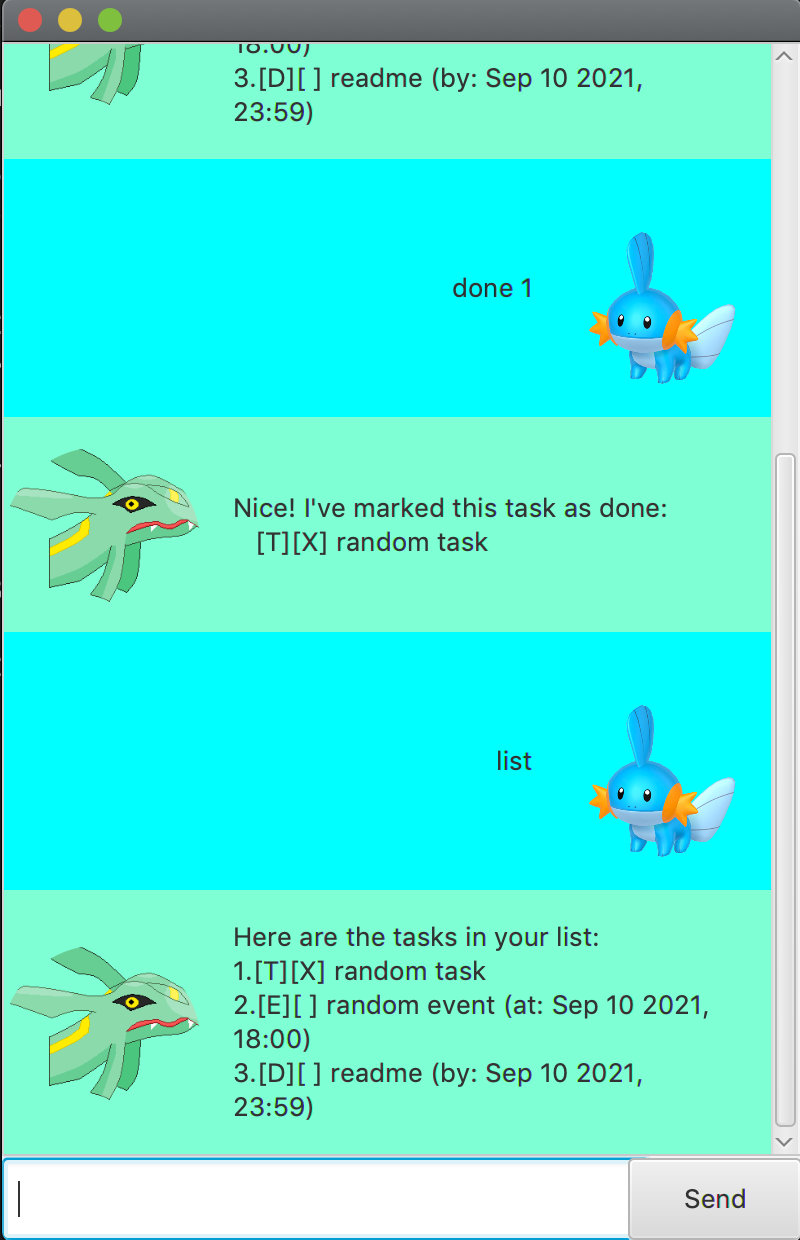 18:00)
3.[D][ ] readme (by: Sep 10 2021,
23:59)
done 1
Nice! I've marked this task as done:
[T][X] random task
list
Here are the tasks in your list:
1.[T][X] random task
2.[E][ ] random event (at: Sep 10 2021,
18:00)
3.[D][ ] readme (by: Sep 10 2021,
23:59)
Send